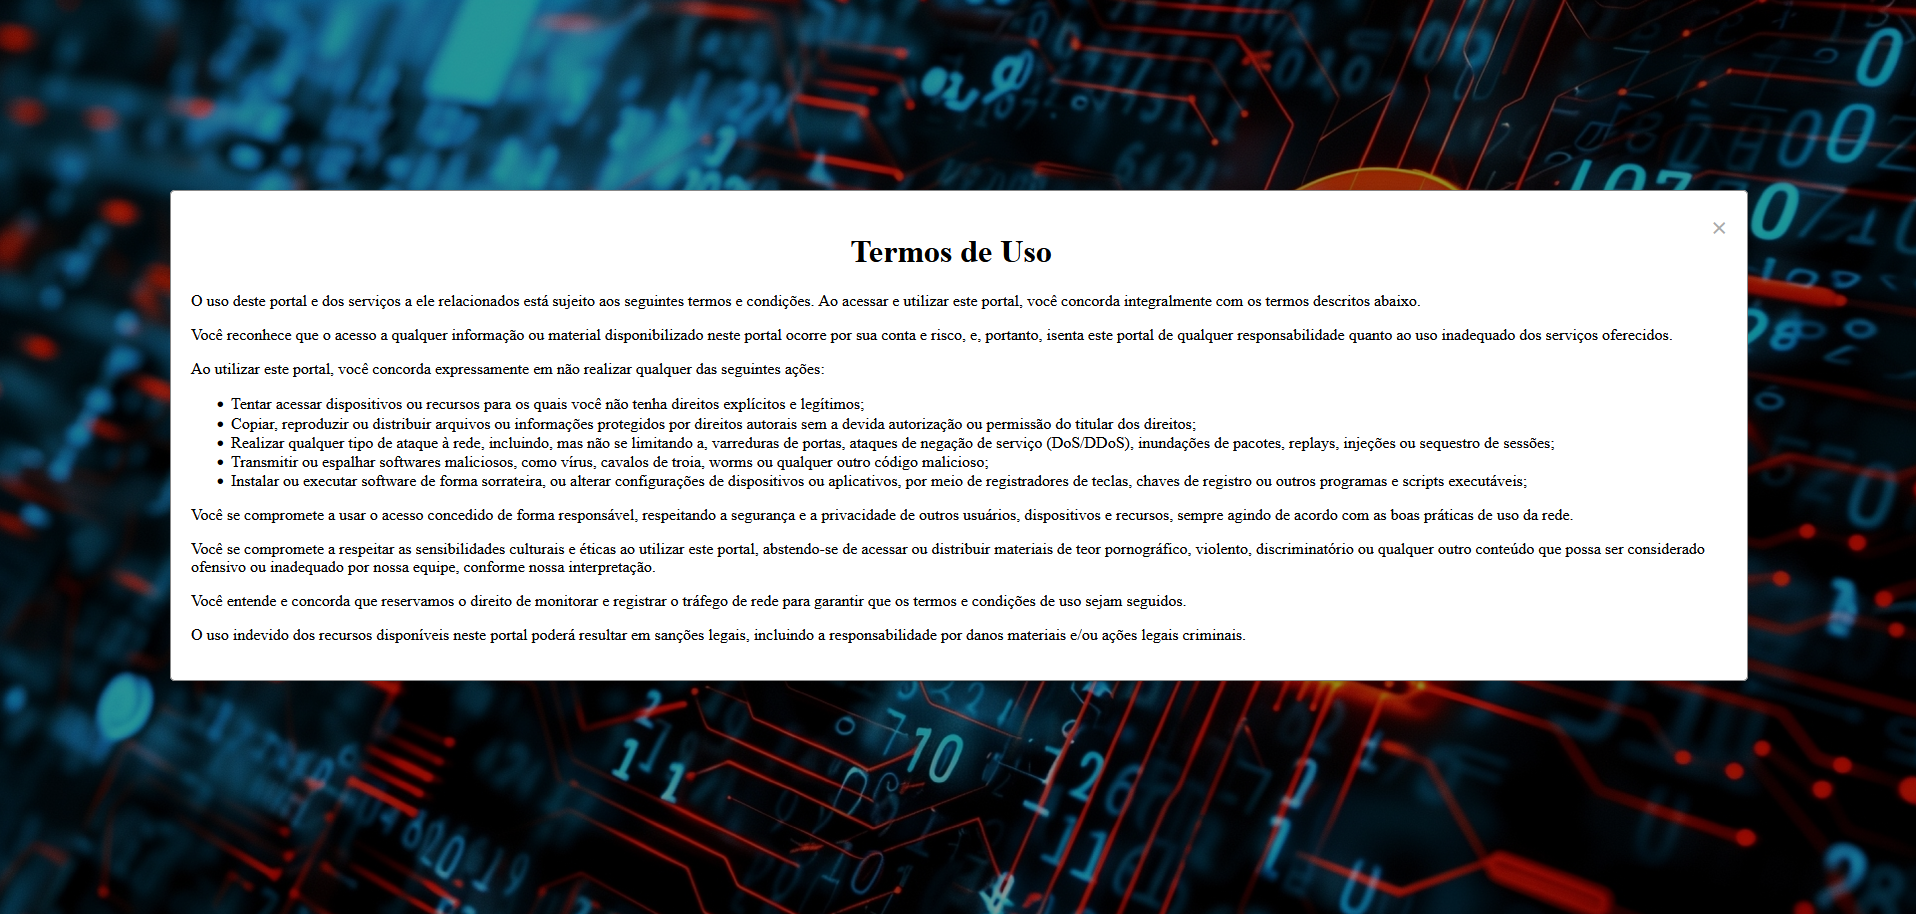 ×
Termos de Uso
O uso deste portal e dos serviços a ele relacionados está sujeito aos seguintes termos e condições. Ao acessar e utilizar este portal, você concorda integralmente com os termos descritos abaixo.
Você reconhece que o acesso a qualquer informação ou material disponibilizado neste portal ocorre por sua conta e risco, e, portanto, isenta este portal de qualquer responsabilidade quanto ao uso inadequado dos serviços oferecidos.
Ao utilizar este portal, você concorda expressamente em não realizar qualquer das seguintes ações:
• Tentar acessar dispositivos ou recursos para os quais você não tenha direitos explícitos e legítimos;
• Copiar, reproduzir ou distribuir arquivos ou informações protegidos por direitos autorais sem a devida autorização ou permissão do titular dos direitos;
• Realizar qualquer tipo de ataque à rede, incluindo, mas não se limitando a, varreduras de portas, ataques de negação de serviço (DoS/DDoS), inundações de pacotes, replays, injeções ou sequestro de sessões;
• Transmitir ou espalhar softwares maliciosos, como vírus, cavalos de troia, worms ou qualquer outro código malicioso;
• Instalar ou executar software de forma sorrateira, ou alterar configurações de dispositivos ou aplicativos, por meio de registradores de teclas, chaves de registro ou outros programas e scripts executáveis;
Você se compromete a usar o acesso concedido de forma responsável, respeitando a segurança e a privacidade de outros usuários, dispositivos e recursos, sempre agindo de acordo com as boas práticas de uso da rede.
Você se compromete a respeitar as sensibilidades culturais e éticas ao utilizar este portal, abstendo-se de acessar ou distribuir materiais de teor pornográfico, violento, discriminatório ou qualquer outro conteúdo que possa ser considerado
ofensivo ou inadequado por nossa equipe, conforme nossa interpretação.
Você entende e concorda que reservamos o direito de monitorar e registrar o tráfego de rede para garantir que os termos e condições de uso sejam seguidos.
O uso indevido dos recursos disponíveis neste portal poderá resultar em sanções legais, incluindo a responsabilidade por danos materiais e/ou ações legais criminais.